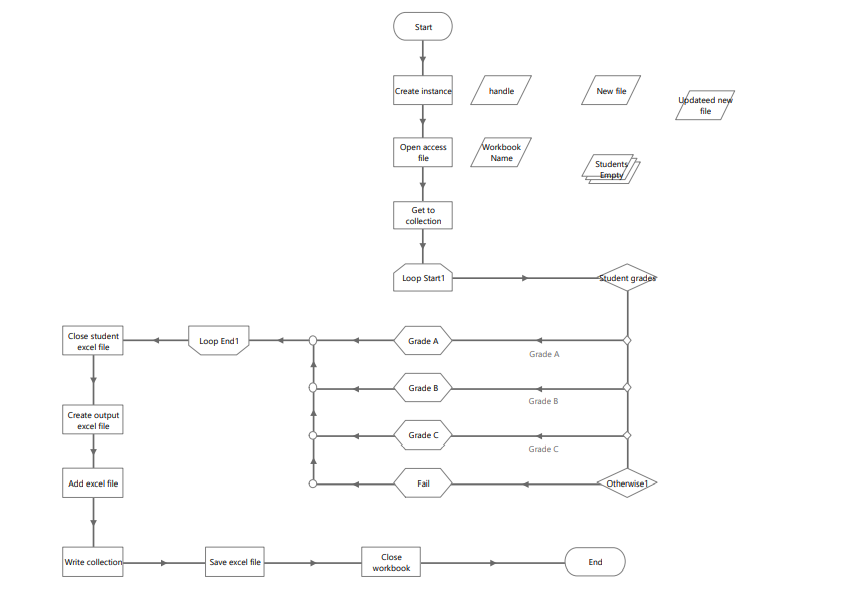 Start
Create instance
handle
New file
Updateed new
file
Open access
file
Workbook
Name
Students
Empty
Get to
collection
Loop Start1
Student grades
Close student
excel file
Loop End1
Grade A
Grade A
Grade B
Grade B
Create output
excel file
Grade C
Grade C
Add excel file
Fail
Otherwise1
Write collection
Save excel file
Close
workbook
End